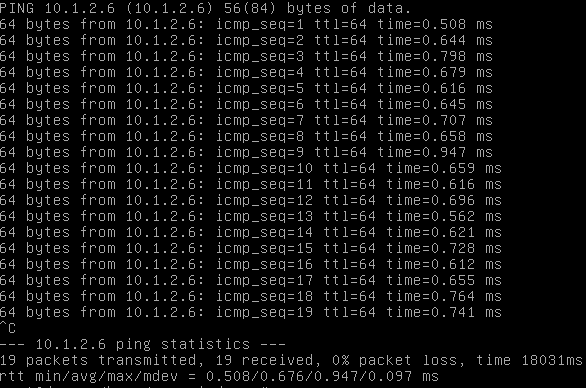 PING 10.1.2.6 (10.1.2.6) 56(84) bytes of data.
64 bytes from 10.1.2.6: icmp_seq=1 ttl=64 time=0.508 ms
64 bytes from 10.1.2.6: icmp_seq=2 ttl=64 time=0.644 ms
64 bytes from 10.1.2.6: icmp_seq=3 ttl=64 time=0.798 ms
64 bytes from 10.1.2.6: icmp_seq=4 ttl=64 time=0.679 ms
64 bytes from 10.1.2.6: icmp_seq=5 ttl=64 time=0.616 ms
64 bytes from 10.1.2.6: icmp_seq=6 ttl=64 time=0.645 ms
64 bytes from 10.1.2.6: icmp_seq=7 ttl=64 time=0.707 ms
64 bytes from 10.1.2.6: icmp_seq=8 ttl=64 time=0.658 ms
64 bytes from 10.1.2.6: icmp_seq=9 ttl=64 time=0.947 ms
64 bytes from 10.1.2.6: icmp_seq=10 ttl=64 time=0.659 ms
64 bytes from 10.1.2.6: icmp_seq=11 ttl=64 time=0.616 ms
64 bytes from 10.1.2.6: icmp_seq=12 ttl=64 time=0.696 ms
64 bytes from 10.1.2.6: icmp_seq=13 ttl=64 time=0.562 ms
64 bytes from 10.1.2.6: icmp_seq=14 ttl=64 time=0.621 ms
64 bytes from 10.1.2.6: icmp_seq=15 ttl=64 time=0.728 ms
64 bytes from 10.1.2.6: icmp_seq=16 ttl=64 time=0.612 ms
64 bytes from 10.1.2.6: icmp_seq=17 ttl=64 time=0.655 ms
64 bytes from 10.1.2.6: icmp_seq=18 ttl=64 time=0.764 ms
64 bytes from 10.1.2.6: icmp_seq=19 ttl=64 time=0.741 ms
^C
--- 10.1.2.6 ping statistics ---
19 packets transmitted, 19 received, 0% packet loss, time 18031ms
rtt min/avg/max/mdev = 0.508/0.676/0.947/0.097 ms